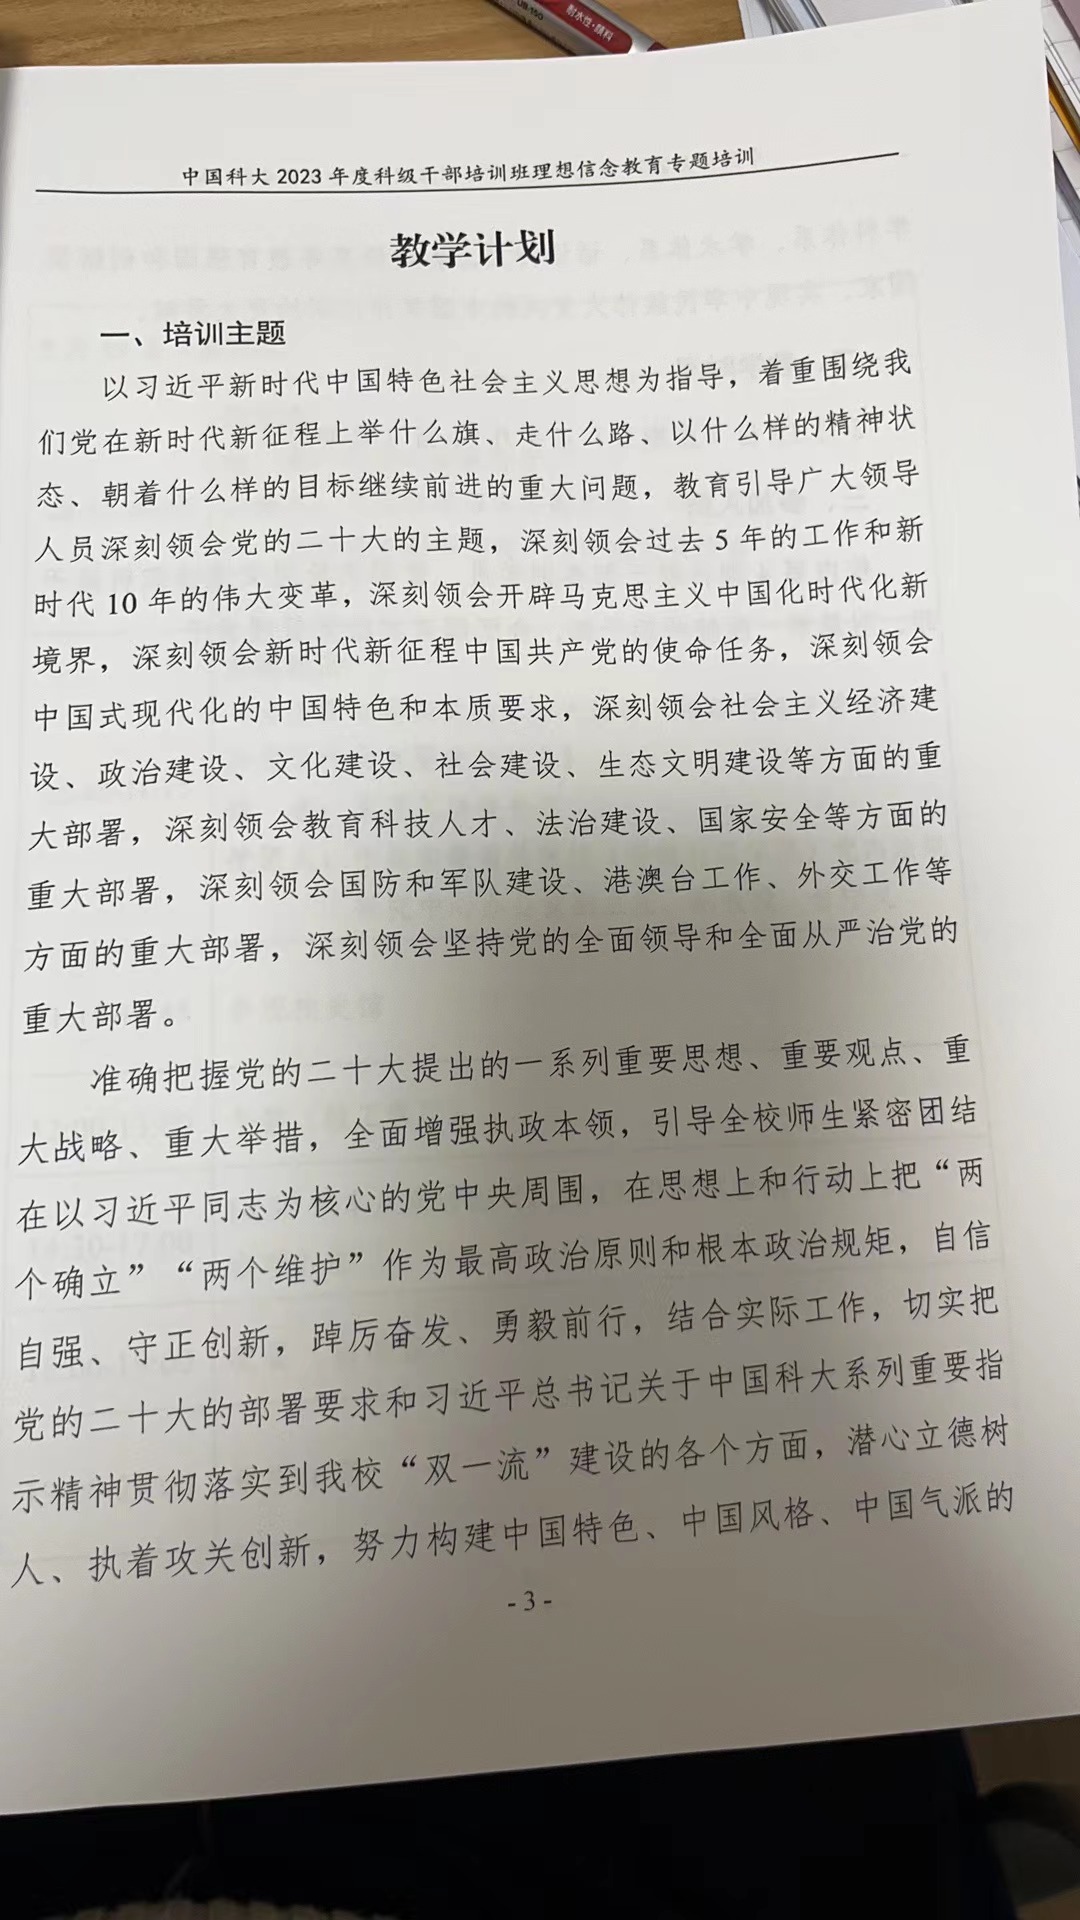 UB-150
耐水性·顔料
中国科大 2023 年度科级干部培训班理想信念教育专题培训
教学计划
一、培训主题
以习近平新时代中国特色社会主义思想为指导，着重围绕我
们党在新时代新征程上举什么旗、走什么路、以什么样的精神状
态、朝着什么样的目标继续前进的重大问题，教育引导广大领导
人员深刻领会党的二十大的主题，深刻领会过去 5 年的工作和新
时代 10 年的伟大变革，深刻领会开辟马克思主义中国化时代化新
境界，深刻领会新时代新征程中国共产党的使命任务，深刻领会
中国式现代化的中国特色和本质要求，深刻领会社会主义经济建
设、政治建设、文化建设、社会建设、生态文明建设等方面的重
大部署，深刻领会教育科技人才、法治建设、国家安全等方面的
重大部署，深刻领会国防和军队建设、港澳台工作、外交工作等
方面的重大部署，深刻领会坚持党的全面领导和全面从严治党的
重大部署。
准确把握党的二十大提出的一系列重要思想、重要观点、重
大战略、重大举措，全面增强执政本领，引导全校师生紧密团结
在以习近平同志为核心的党中央周围，在思想上和行动上把“两
个确立”“两个维护”作为最高政治原则和根本政治规矩，自信
自强、守正创新，踔厉奋发、勇毅前行，结合实际工作，切实把
党的二十大的部署要求和习近平总书记关于中国科大系列重要指
示精神贯彻落实到我校“双一流”建设的各个方面，潜心立德树
人、执着攻关创新，努力构建中国特色、中国风格、中国气派的
- 3 -